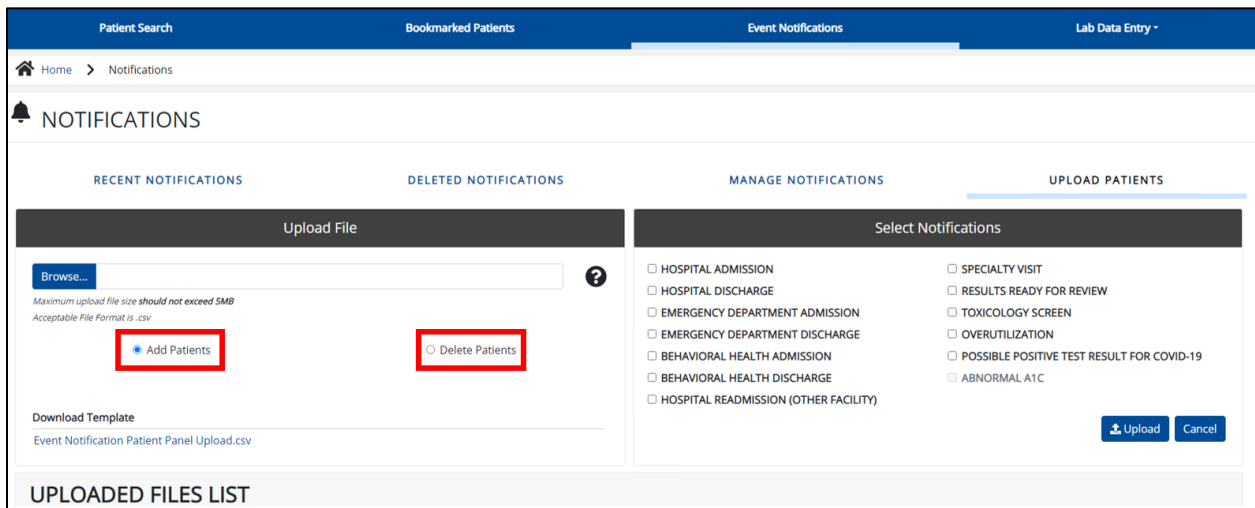 Patient Search
Bookmarked Patients
Event Notifications
Lab Data Entry
Home > Notifications
NOTIFICATIONS
RECENT NOTIFICATIONS
DELETED NOTIFICATIONS
MANAGE NOTIFICATIONS
UPLOAD PATIENTS
Upload File
Browse...
?
Maximum upload file size should not exceed 5MB
Acceptable File Format is .csv
Add Patients
Delete Patients
Download Template
Event Notification Patient Panel Upload.csv
Select Notifications
HOSPITAL ADMISSION
HOSPITAL DISCHARGE
EMERGENCY DEPARTMENT ADMISSION
EMERGENCY DEPARTMENT DISCHARGE
BEHAVIORAL HEALTH ADMISSION
BEHAVIORAL HEALTH DISCHARGE
HOSPITAL READMISSION (OTHER FACILITY)
SPECIALTY VISIT
RESULTS READY FOR REVIEW
TOXICOLOGY SCREEN
OVERUTILIZATION
POSSIBLE POSITIVE TEST RESULT FOR COVID-19
ABNORMAL A1C
Upload
Cancel
UPLOADED FILES LIST